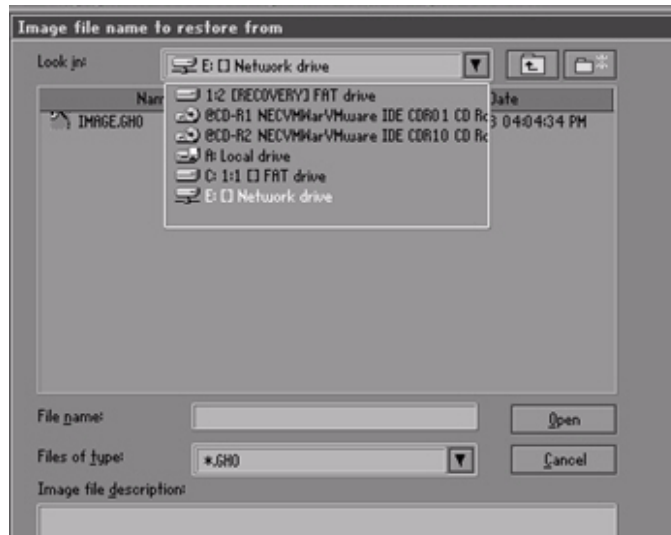 Image file name to restore from
Look in:
E: [] Network drive
Nam
Date
IMAGE.GHO
3 04:04:34 PM
1:2 [RECOVERY] FAT drive
@CD-R1 NECVMWarVMware IDE CDR01 CD Ro
@CD-R2 NECVMWarVMware IDE CDR10 CD Ro
A: Local drive
C: 1:1 [] FAT drive
E: [] Network drive
File name:
Open
Files of type:
*.GHO
Cancel
Image file description: